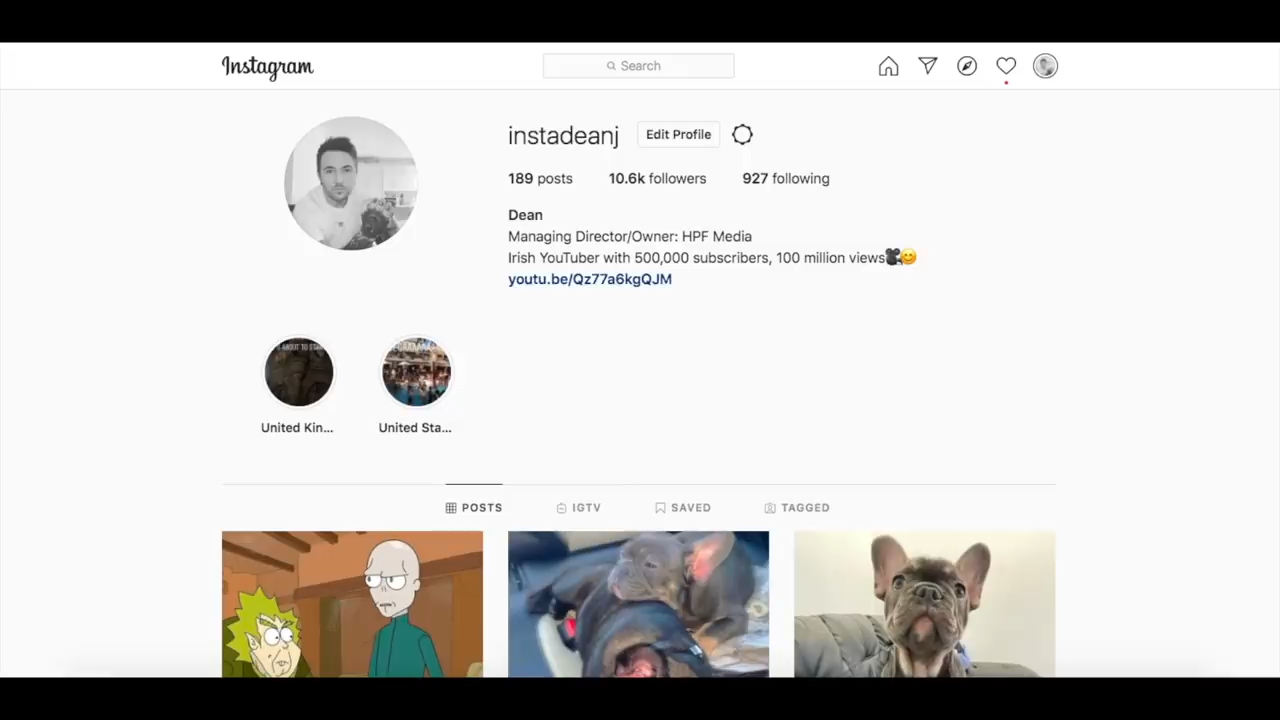 Instagram
Search
instadeanj
Edit Profile
189 posts
10.6k followers
927 following
Dean
Managing Director/Owner: HPF Media
Irish YouTuber with 500,000 subscribers, 100 million views🎥😊
youtu.be/Qz77a6kgQJM
United Kin...
United Sta...
POSTS
IGTV
SAVED
TAGGED